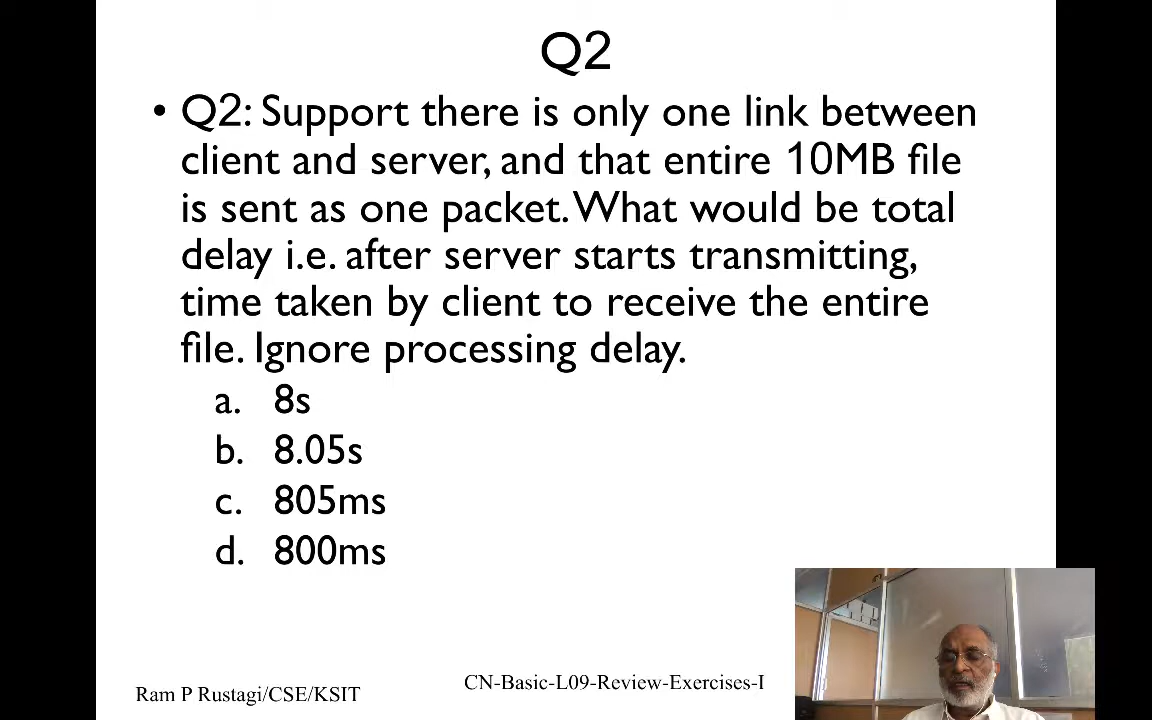 Q2
• Q2: Support there is only one link between
client and server, and that entire 10MB file
is sent as one packet. What would be total
delay i.e. after server starts transmitting,
time taken by client to receive the entire
file. Ignore processing delay.
a. 8s
b. 8.05s
c. 805ms
d. 800ms
Ram P Rustagi/CSE/KSIT
CN-Basic-L09-Review-Exercises-I